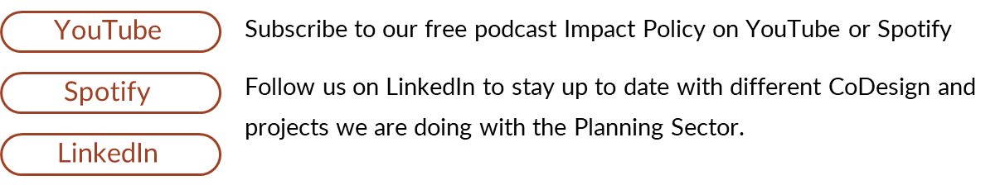 YouTube
Subscribe to our free podcast Impact Policy on YouTube or Spotify
Spotify
Follow us on LinkedIn to stay up to date with different CoDesign and
projects we are doing with the Planning Sector.
LinkedIn